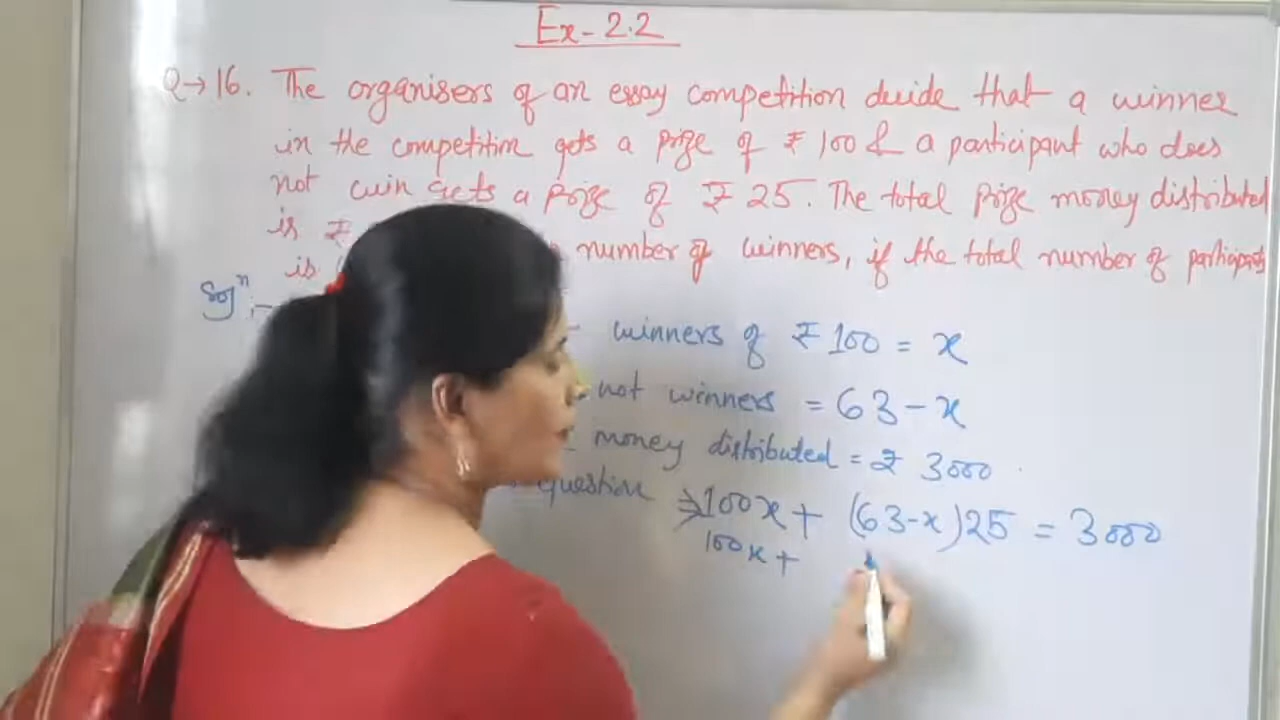 Ex-2.2
Q→16. The organisers of an essay competition decide that a winner
in the competition gets a prize of ₹ 100 & a participant who does
not win gets a prize of ₹ 25. The total prize money distributed
is ₹ number of winners, if the total number of participants
is
Solⁿ:-
winners of ₹ 100 = x
not winners = 63-x
money distributed = ₹ 3000
question ⇒ 100x + (63-x)25 = 3000
100x +